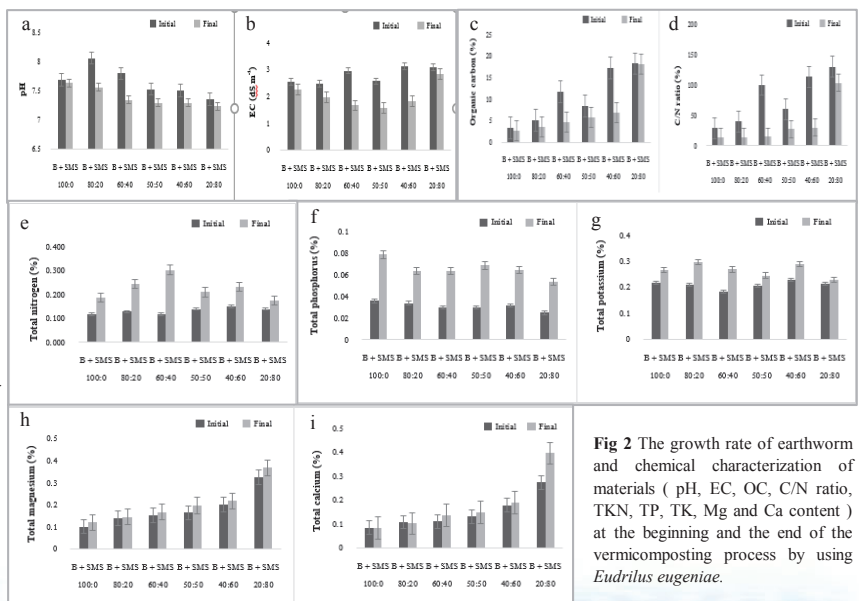 a
Initial Final
8.5
8
7.5
7
6.5
pH
B + SMS B + SMS B + SMS B + SMS B + SMS B + SMS
100:0 80:20 60:40 50:50 40:60 20:80
b
Initial Final
4
3
2
1
0
EC (dS m-1)
B + SMS B + SMS B + SMS B + SMS B + SMS B + SMS
100:0 80:20 60:40 50:50 40:60 20:80
c
Initial Final
25
20
15
10
5
0
Organic carbon (%)
B + SMS B + SMS B + SMS B + SMS B + SMS B + SMS
100:0 80:20 60:40 50:50 40:60 20:80
d
Initial Final
200
150
100
50
0
C/N ratio (%)
B + SMS B + SMS B + SMS B + SMS B + SMS B + SMS
100:0 80:20 60:40 50:50 40:60 20:80
e
Initial Final
0.400
0.300
0.200
0.100
0.000
Total nitrogen (%)
B + SMS B + SMS B + SMS B + SMS B + SMS B + SMS
100:0 80:20 60:40 50:50 40:60 20:80
f
Initial Final
0.1
0.08
0.06
0.04
0.02
0
Total phosphorus (%)
B + SMS B + SMS B + SMS B + SMS B + SMS B + SMS
100:0 80:20 60:40 50:50 40:60 20:80
g
Initial Final
0.4
0.3
0.2
0.1
0
Total potassium (%)
B + SMS B + SMS B + SMS B + SMS B + SMS B + SMS
100:0 80:20 60:40 50:50 40:60 20:80
h
Initial Final
0.5
0.4
0.3
0.2
0.1
0
Total magnesium (%)
B + SMS B + SMS B + SMS B + SMS B + SMS B + SMS
100:0 80:20 60:40 50:50 40:60 20:80
i
Initial Final
0.5
0.4
0.3
0.2
0.1
0
Total calcium (%)
B + SMS B + SMS B + SMS B + SMS B + SMS B + SMS
100:0 80:20 60:40 50:50 40:60 20:80
Fig 2 The growth rate of earthworm
and chemical characterization of
materials ( pH, EC, OC, C/N ratio,
TKN, TP, TK, Mg and Ca content )
at the beginning and the end of the
vermicomposting process by using
Eudrilus eugeniae.